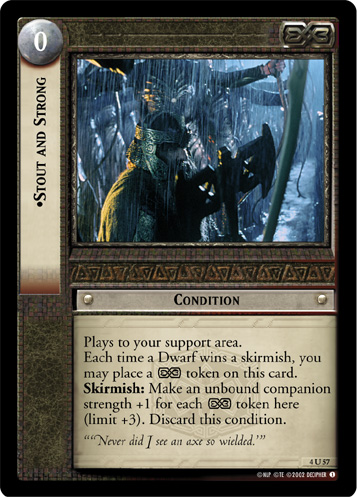 0
•STOUT AND STRONG
CONDITION
Plays to your support area.
Each time a Dwarf wins a skirmish, you
may place a token on this card.
Skirmish: Make an unbound companion
strength +1 for each token here
(limit +3). Discard this condition.
““Never did I see an axe so wielded.’”
4 U 57
©NLP ©TE ©2002 DECIPHER